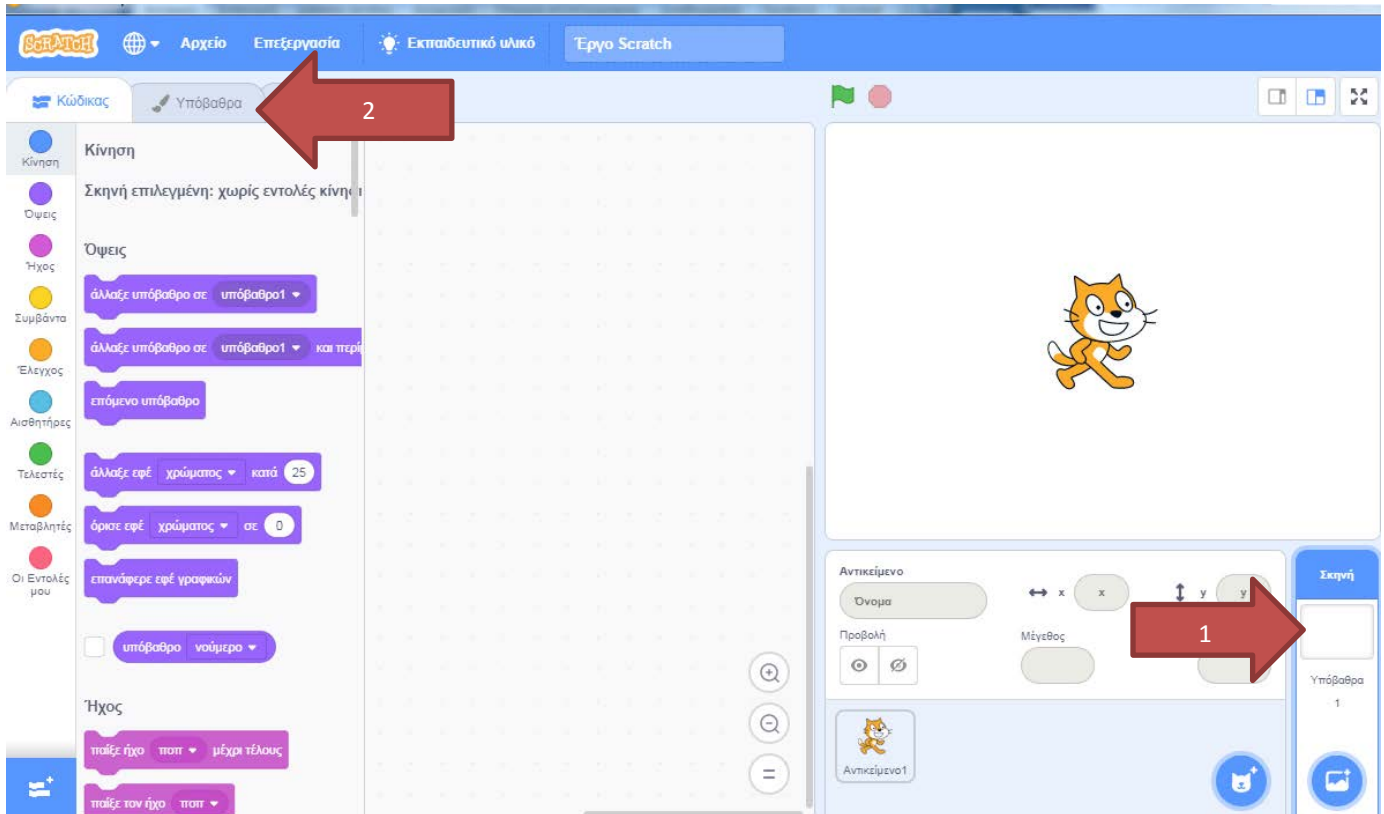 SCRATCH Αρχείο Επεξεργασία Εκπαιδευτικό υλικό Έργο Scratch
Κώδικας Υπόβαθρα 2
Κίνηση
Όψεις
Ήχος
Συμβάντα
Έλεγχος
Αισθητήρες
Τελεστές
Μεταβλητές
Οι Εντολές
μου
Κίνηση
Σκηνή επιλεγμένη: χωρίς εντολές
Όψεις
άλλαξε υπόβαθρο σε υπόβαθρο1
άλλαξε υπόβαθρο σε υπόβαθρο1 και
επόμενο υπόβαθρο
άλλαξε εφέ χρώματος κατά 25
όρισε εφέ χρώματος σε 0
επανάφερε εφέ γραφικών
υπόβαθρο νούμερο
Ήχος
παίξε ήχο ποπ μέχρι τέλους
παίξε τον ήχο ποπ
Αντικείμενο
Όνομα x x y y
Προβολή Μέγεθος
1
Αντικείμενο1
Σκηνή
Υπόβαθρα
1